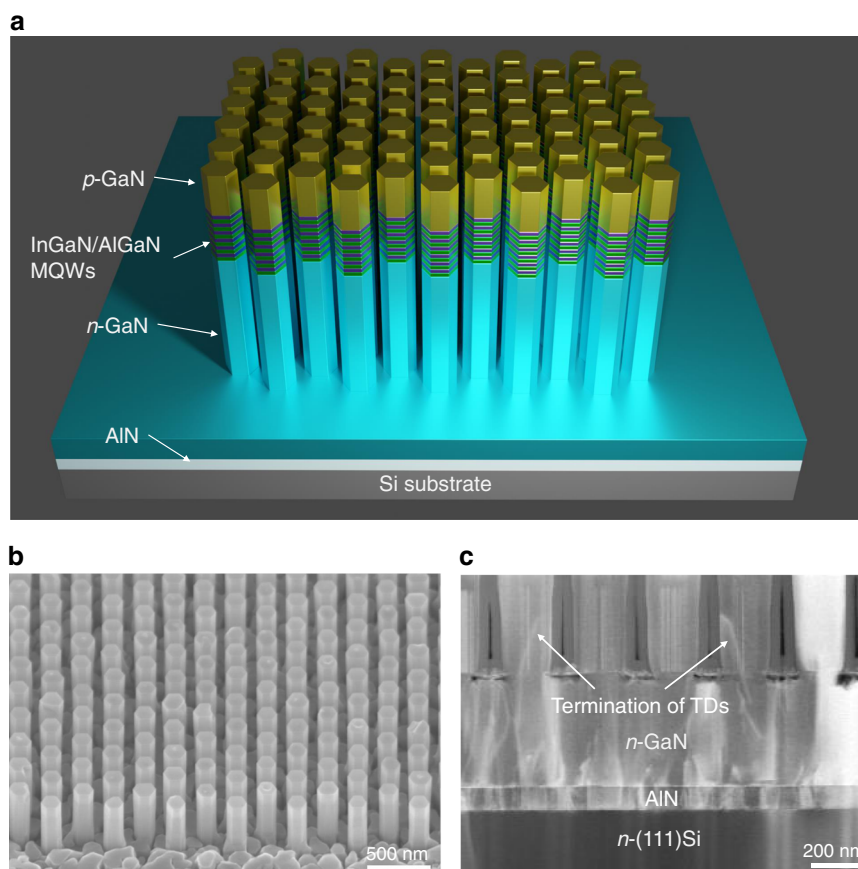 a
p-GaN
InGaN/AlGaN
MQWs
n-GaN
AlN
Si substrate
b
500 nm
c
Termination of TDs
n-GaN
AlN
n-(111)Si
200 nm